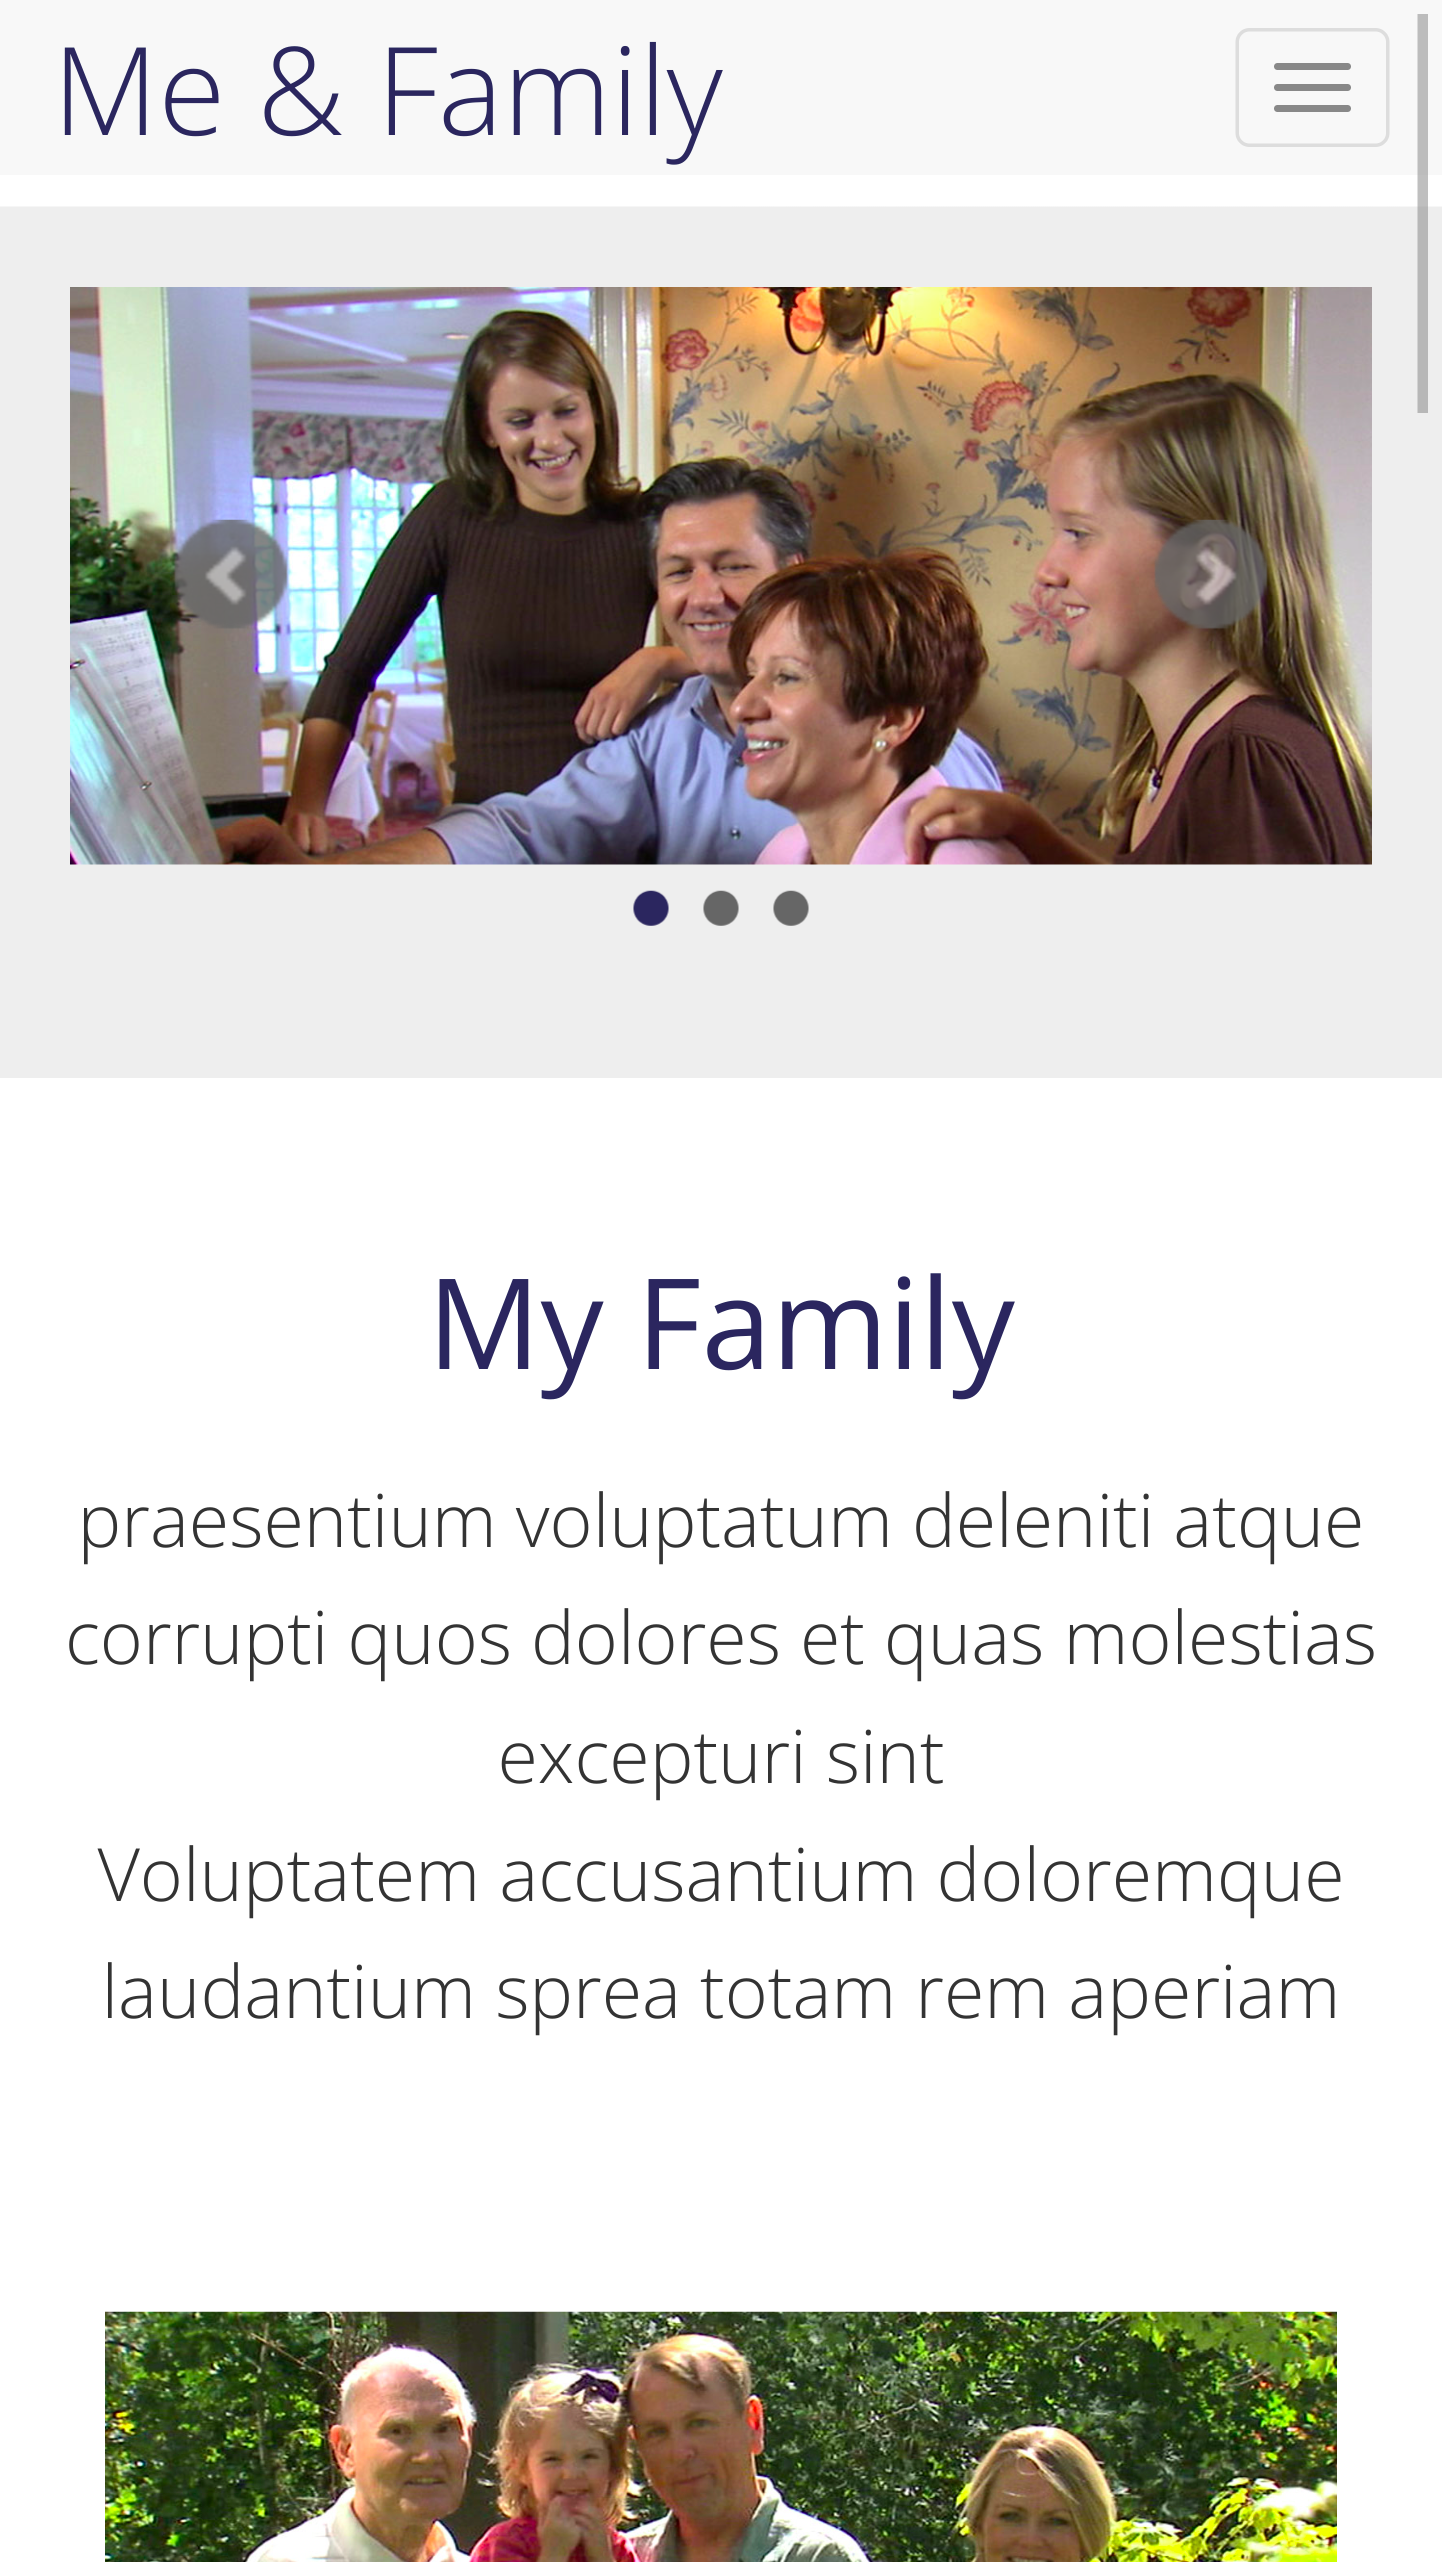 Me & Family
My Family
praesentium voluptatum deleniti atque
corrupti quos dolores et quas molestias
excepturi sint
Voluptatem accusantium doloremque
laudantium sprea totam rem aperiam